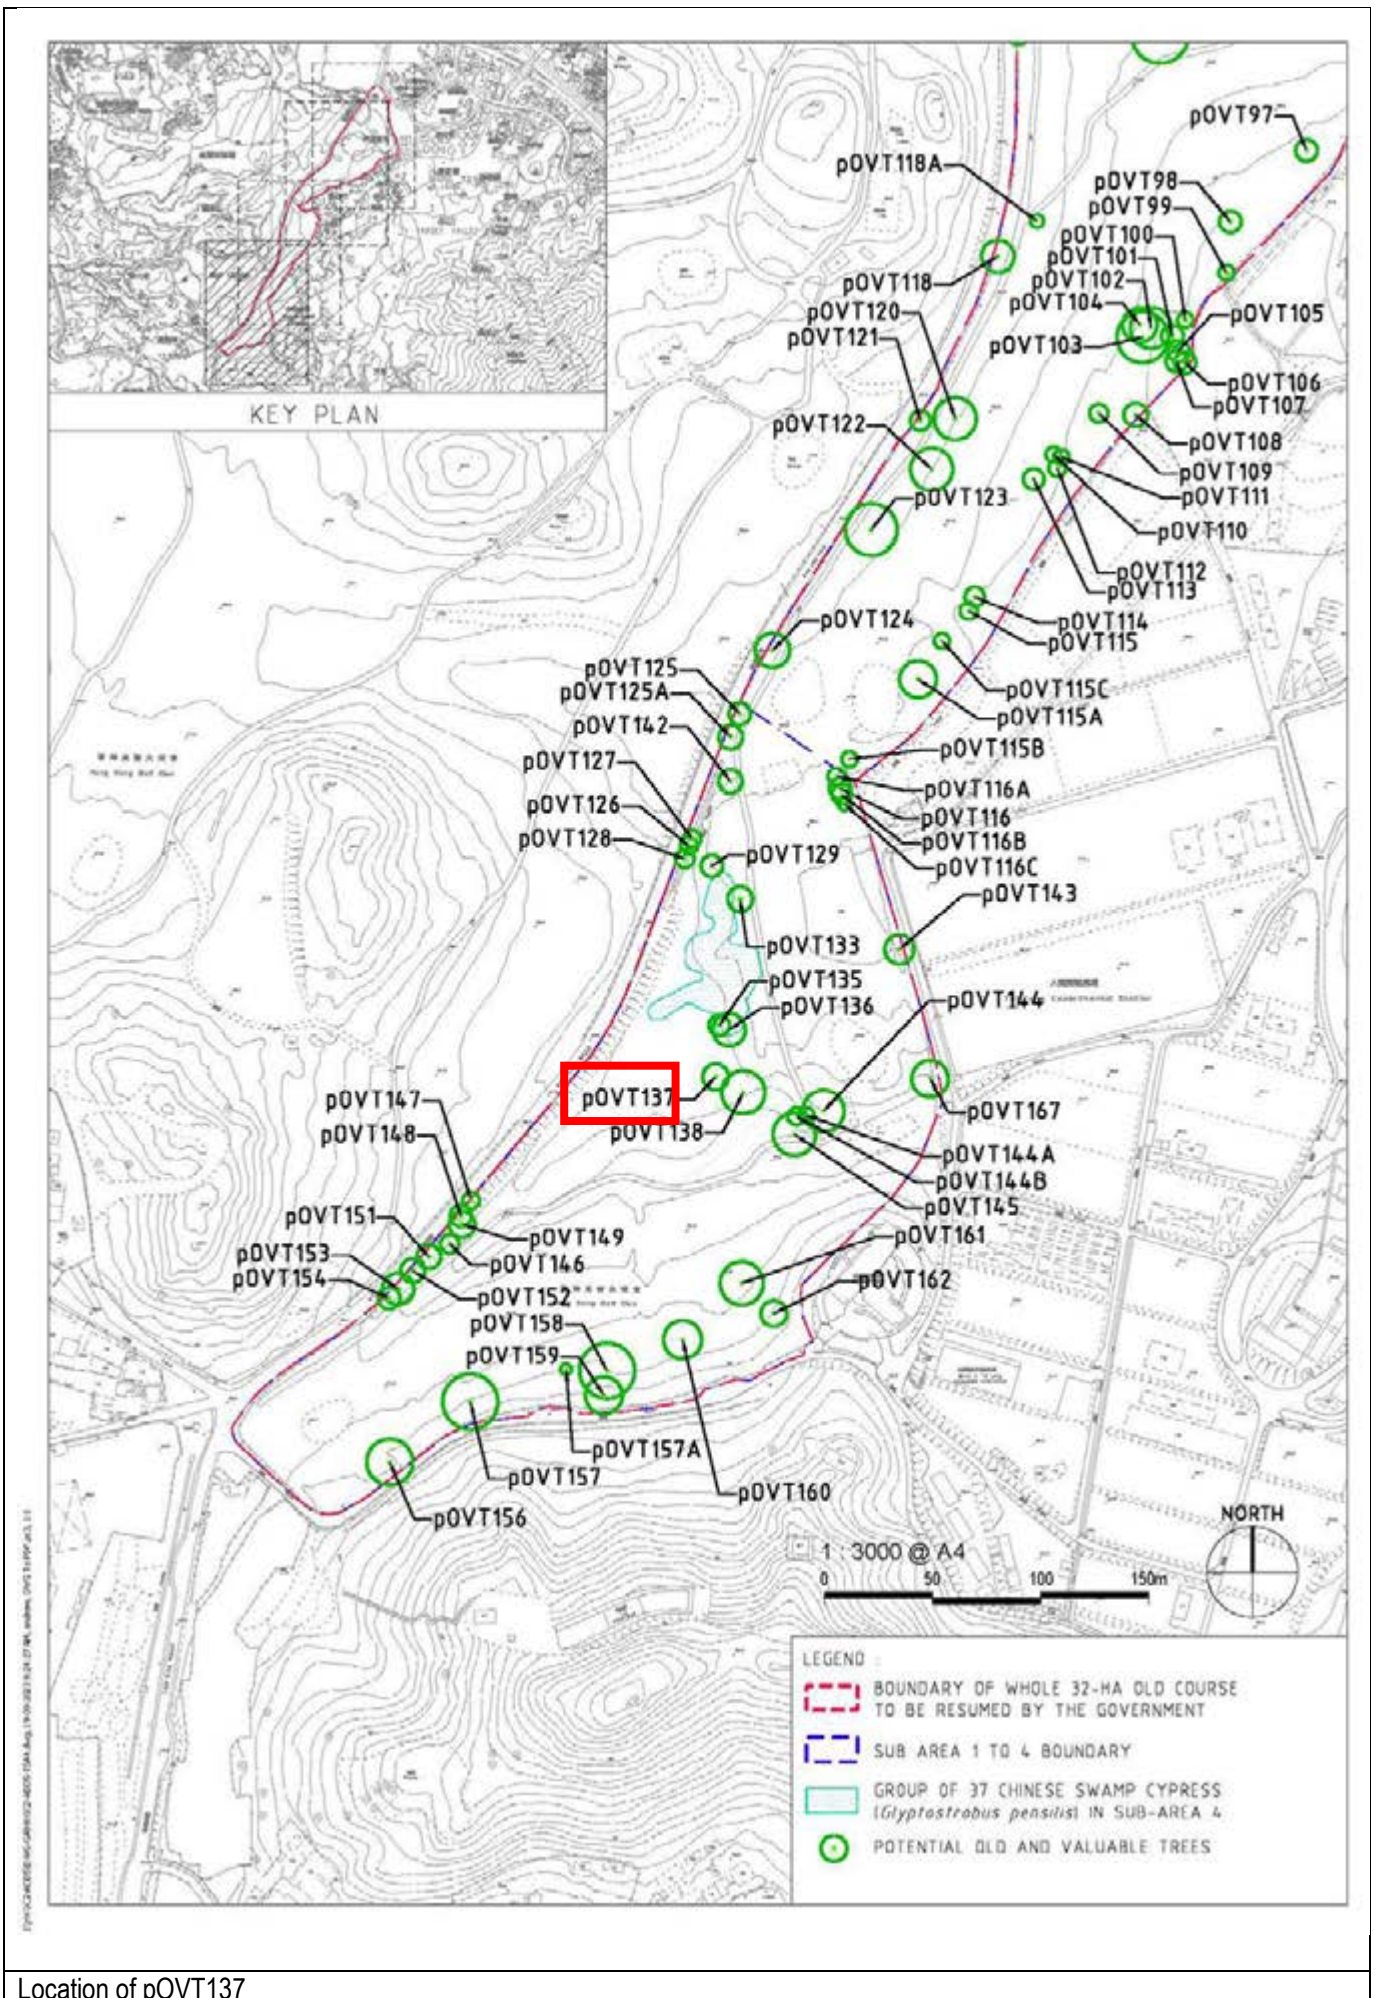 KEY PLAN
pOVT97
pOVT118A
pOVT98
pOVT99
pOVT100
pOVT101
pOVT102
pOVT104
pOVT118
pOVT105
pOVT120
pOVT121
pOVT103
pOVT106
pOVT107
pOVT122
pOVT108
pOVT109
pOVT111
pOVT123
pOVT110
pOVT112
pOVT113
pOVT124
pOVT114
pOVT115
pOVT125
pOVT125A
pOVT115C
pOVT142
pOVT115A
pOVT127
pOVT115B
pOVT126
pOVT116A
pOVT128
pOVT116
pOVT116B
pOVT129
pOVT116C
pOVT143
pOVT133
pOVT135
pOVT136
pOVT144
Experimental Station
pOVT137
pOVT147
pOVT167
pOVT138
pOVT148
pOVT144A
pOVT144B
pOVT145
pOVT151
pOVT149
pOVT161
pOVT153
pOVT146
pOVT154
pOVT162
pOVT152
pOVT158
pOVT159
pOVT157A
pOVT157
pOVT160
pOVT156
NORTH
1 : 3000 @ A4
0 50 100 150m
LEGEND :
BOUNDARY OF WHOLE 32-HA OLD COURSE
TO BE RESUMED BY THE GOVERNMENT
SUB AREA 1 TO 4 BOUNDARY
GROUP OF 37 CHINESE SWAMP CYPRESS
(Glyptostrobus pensilis) IN SUB-AREA 4
POTENTIAL OLD AND VALUABLE TREES
Location of pOVT137